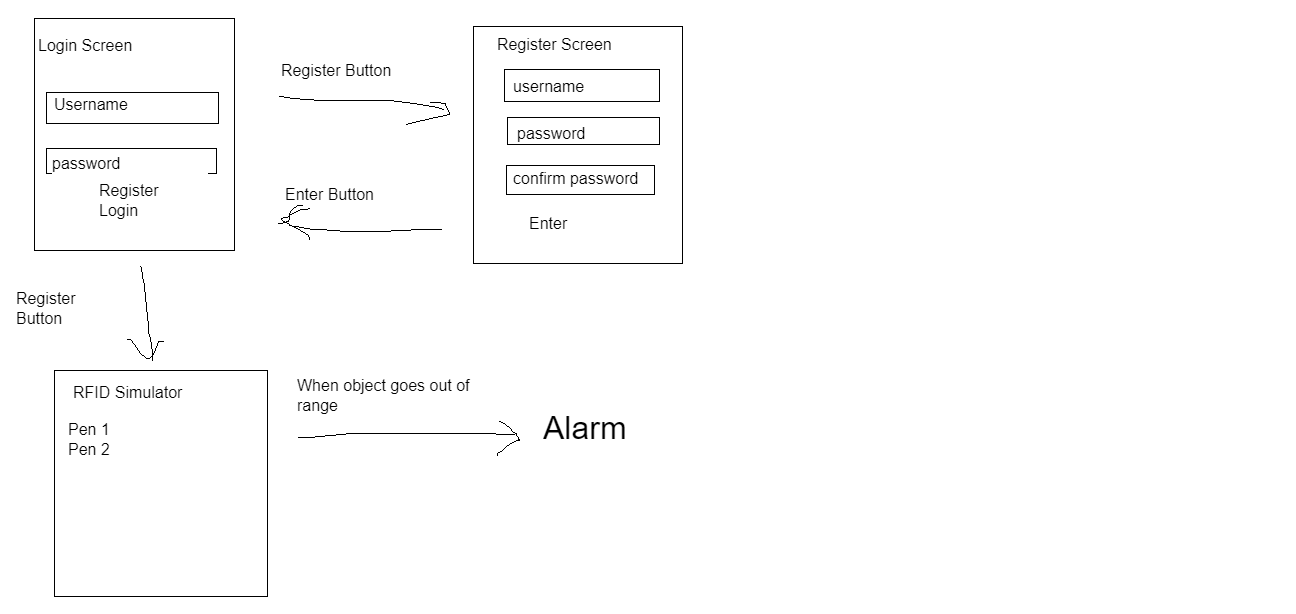 Login Screen
Username
password
Register
Login
Register Button
Enter Button
Register Screen
username
password
confirm password
Enter
Register
Button
RFID Simulator
Pen 1
Pen 2
When object goes out of
range
Alarm